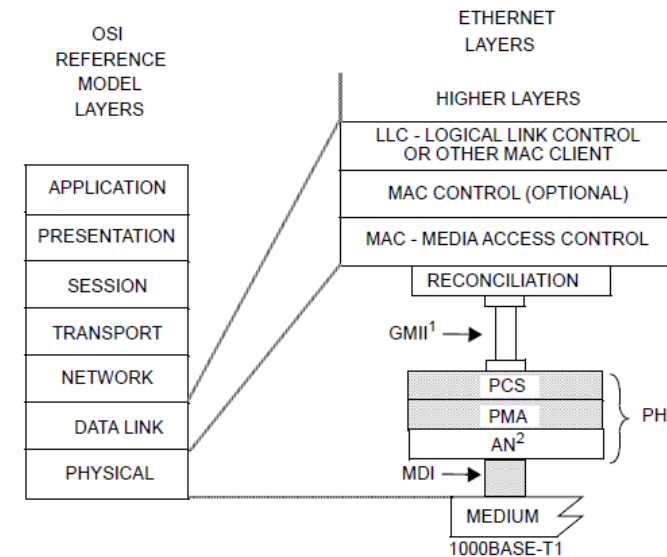 OSI
REFERENCE
MODEL
LAYERS
APPLICATION
PRESENTATION
SESSION
TRANSPORT
NETWORK
DATA LINK
PHYSICAL
ETHERNET
LAYERS
HIGHER LAYERS
LLC - LOGICAL LINK CONTROL
OR OTHER MAC CLIENT
MAC CONTROL (OPTIONAL)
MAC - MEDIA ACCESS CONTROL
RECONCILIATION
GMII¹
PCS
PMA
AN²
PH
MDI
MEDIUM
1000BASE-T1